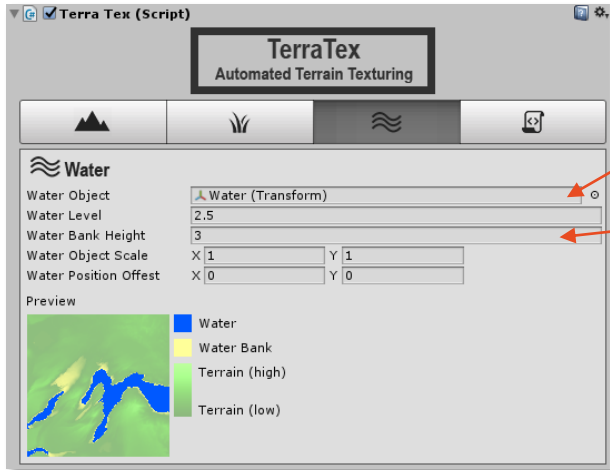 Terra Tex (Script)
TerraTex
Automated Terrain Texturing
Water
Water Object Water (Transform)
Water Level 2.5
Water Bank Height 3
Water Object Scale X 1 Y 1
Water Position Offest X 0 Y 0
Preview
Water
Water Bank
Terrain (high)
Terrain (low)